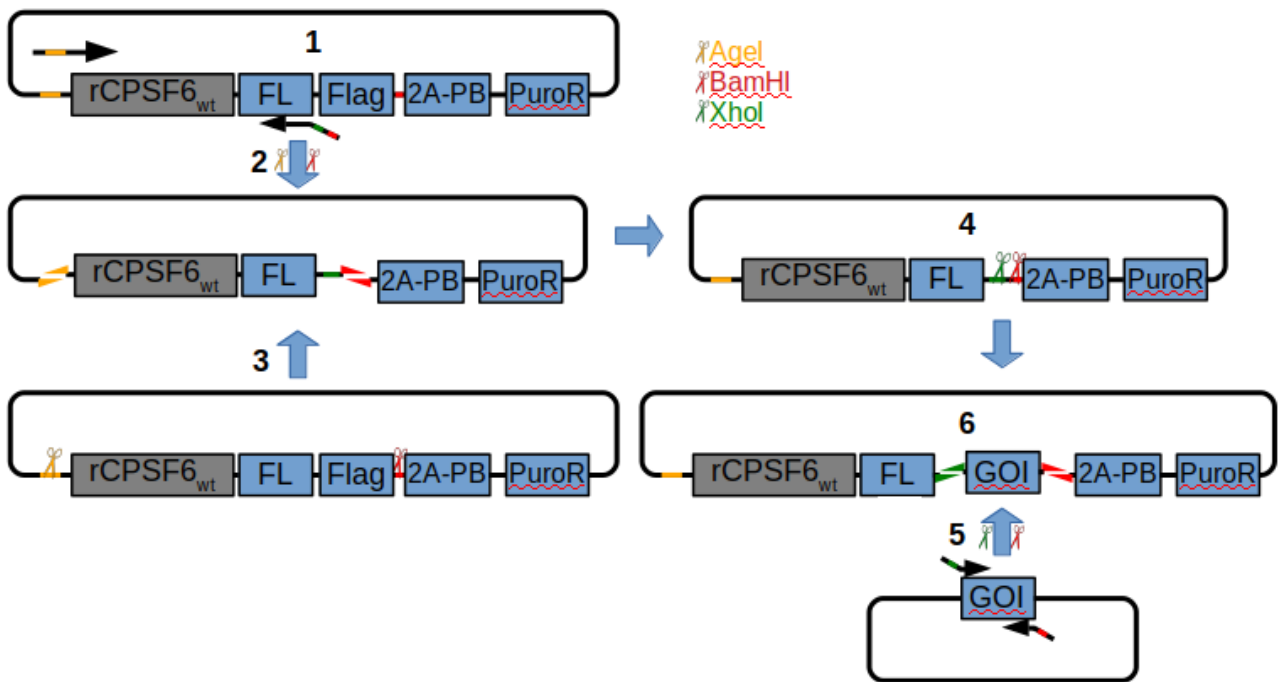 1
rCPSF6wt FL Flag 2A-PB PuroR
AgeI
BamHI
XhoI
2
rCPSF6wt FL 2A-PB PuroR
4
rCPSF6wt FL 2A-PB PuroR
3
rCPSF6wt FL Flag 2A-PB PuroR
6
rCPSF6wt FL GOI 2A-PB PuroR
5
GOI